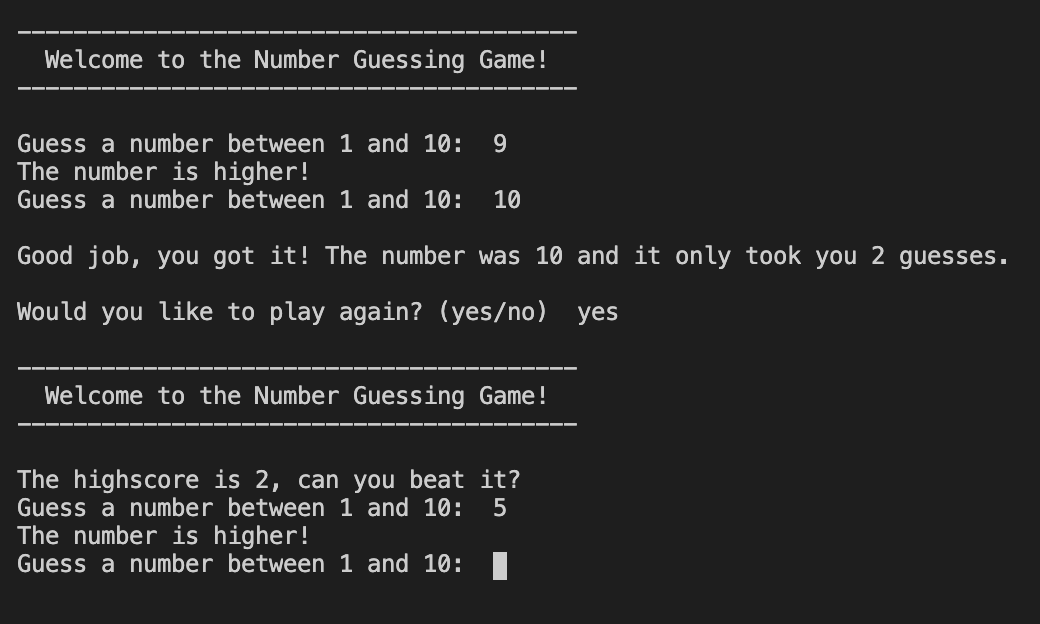 ----------------------------------------
  Welcome to the Number Guessing Game!
----------------------------------------
Guess a number between 1 and 10:  9
The number is higher!
Guess a number between 1 and 10:  10
Good job, you got it! The number was 10 and it only took you 2 guesses.
Would you like to play again? (yes/no)  yes
----------------------------------------
  Welcome to the Number Guessing Game!
----------------------------------------
The highscore is 2, can you beat it?
Guess a number between 1 and 10:  5
The number is higher!
Guess a number between 1 and 10: